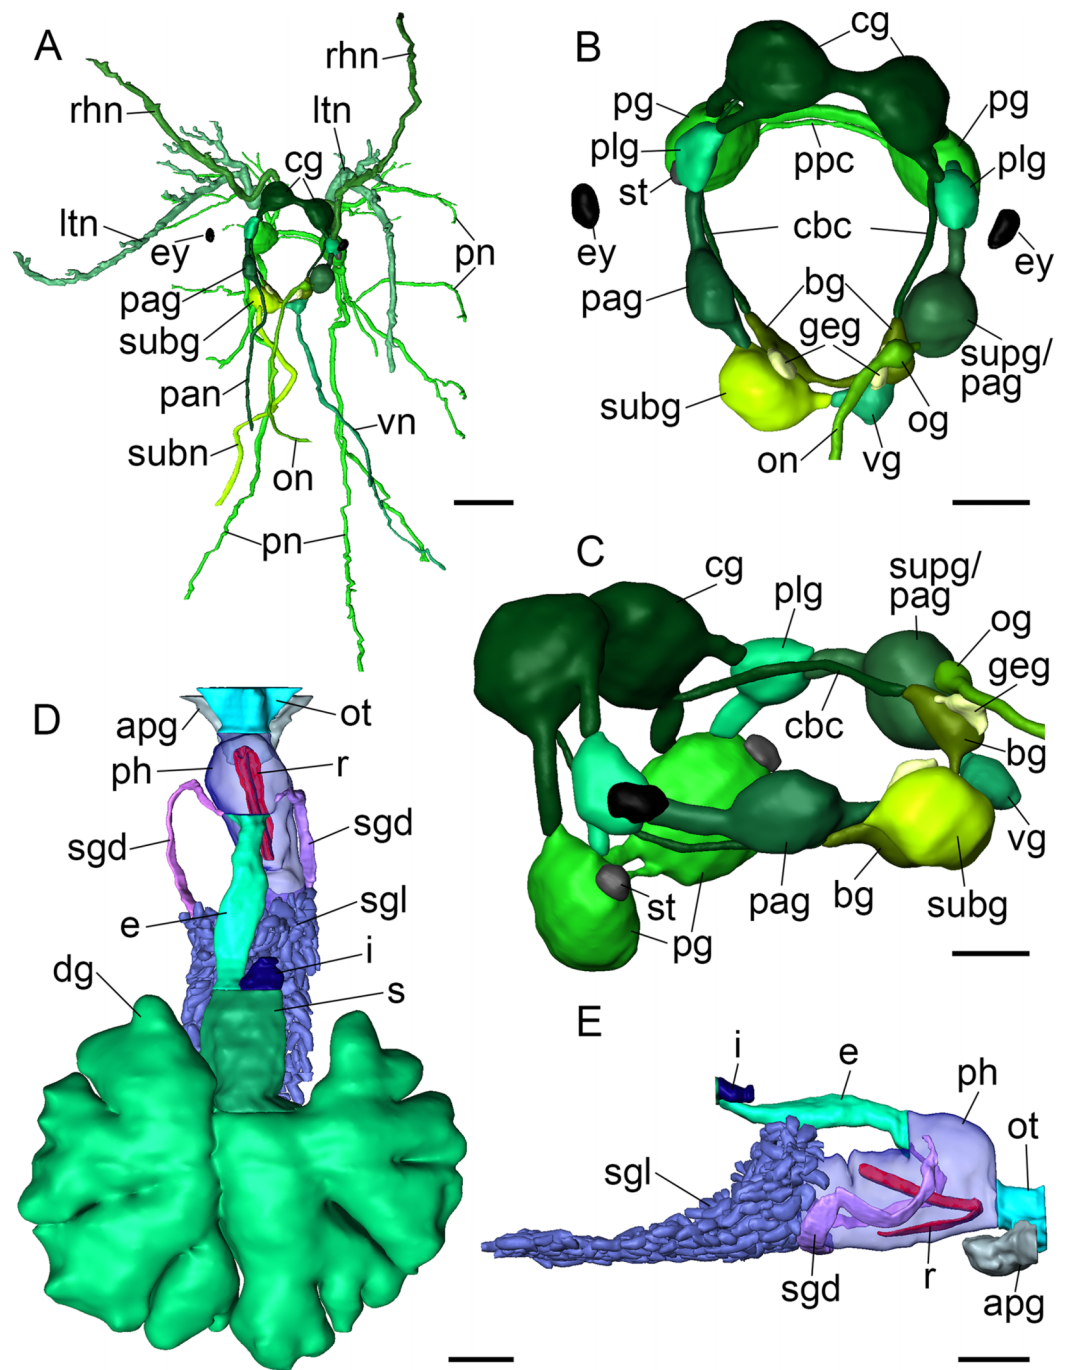 A
rhn
rhn
ltn
cg
ltn
ey
pn
pag
subg
pan
vn
subn
on
pn
B
cg
pg
pg
plg
ppc
plg
st
cbc
ey
ey
bg
pag
geg
supg/
pag
subg
og
on
vg
C
cg
plg
supg/
pag
og
geg
cbc
bg
vg
st
pag
bg
subg
pg
D
apg
ot
ph
r
sgd
sgd
sgl
e
i
dg
s
E
i
e
ph
ot
sgl
sgd
r
apg